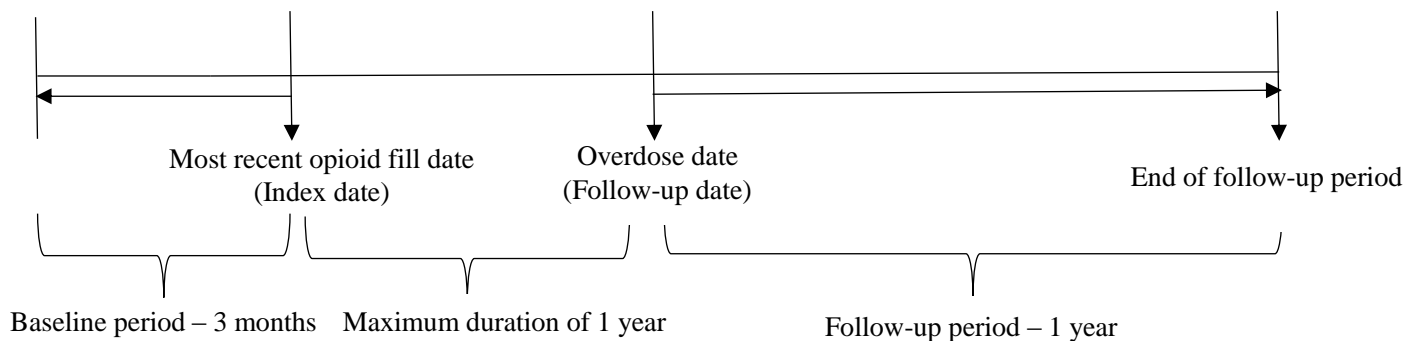 Most recent opioid fill date
(Index date)
Overdose date
(Follow-up date)
End of follow-up period
Baseline period – 3 months
Maximum duration of 1 year
Follow-up period – 1 year